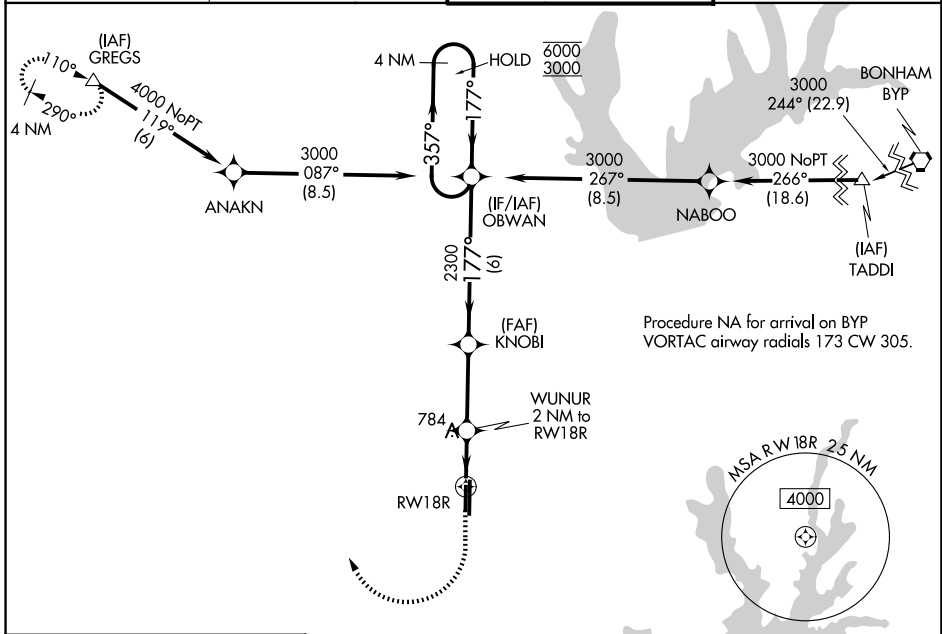 (IAF)
GREGS
110°
290°
4 NM
4000 NoPT
119°
(6)
ANAKN
3000
087°
(8.5)
4 NM
HOLD
6000
3000
357°
177°
(IF/IAF)
OBWAN
3000
267°
(8.5)
NABOO
3000 NoPT
266°
(18.6)
3000
244° (22.9)
BONHAM
BYP
(IAF)
TADDI
2300
177°
(6)
(FAF)
KNOBI
Procedure NA for arrival on BYP
VORTAC airway radials 173 CW 305.
784
WUNUR
2 NM to
RW18R
RW18R
MSA RW18R 25 NM
4000